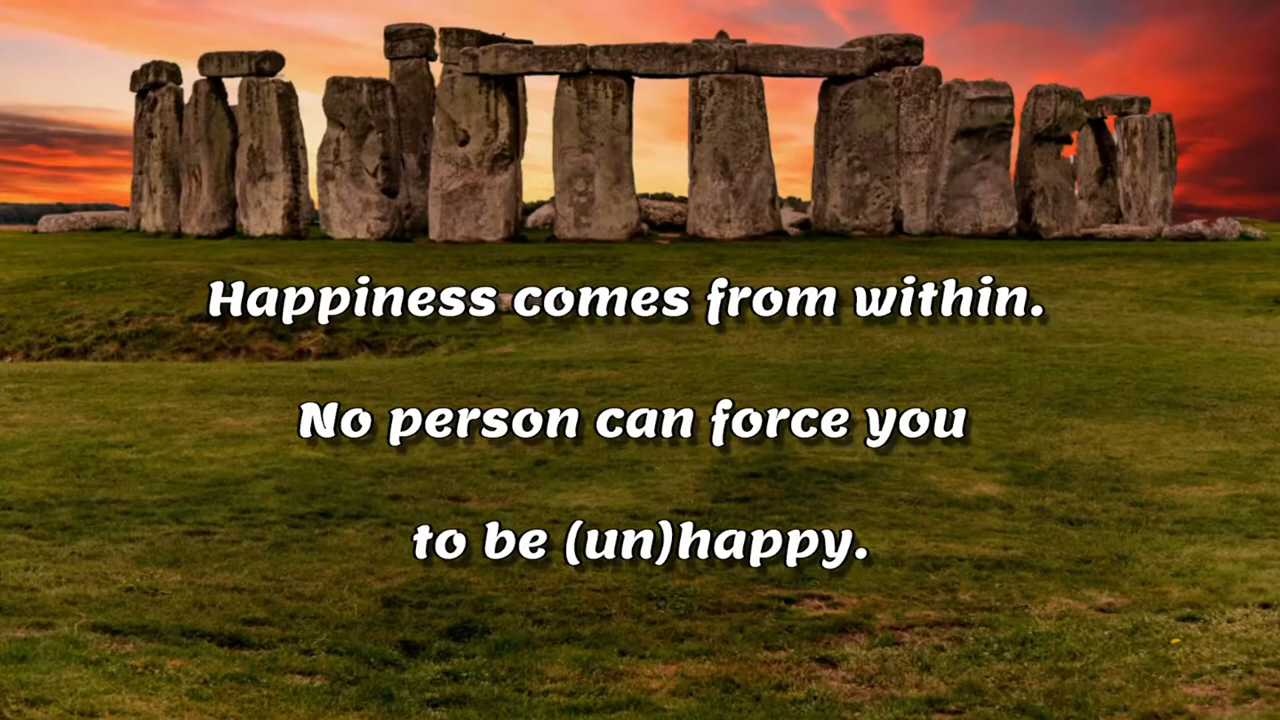 Happiness comes from within.
No person can force you
to be (un)happy.